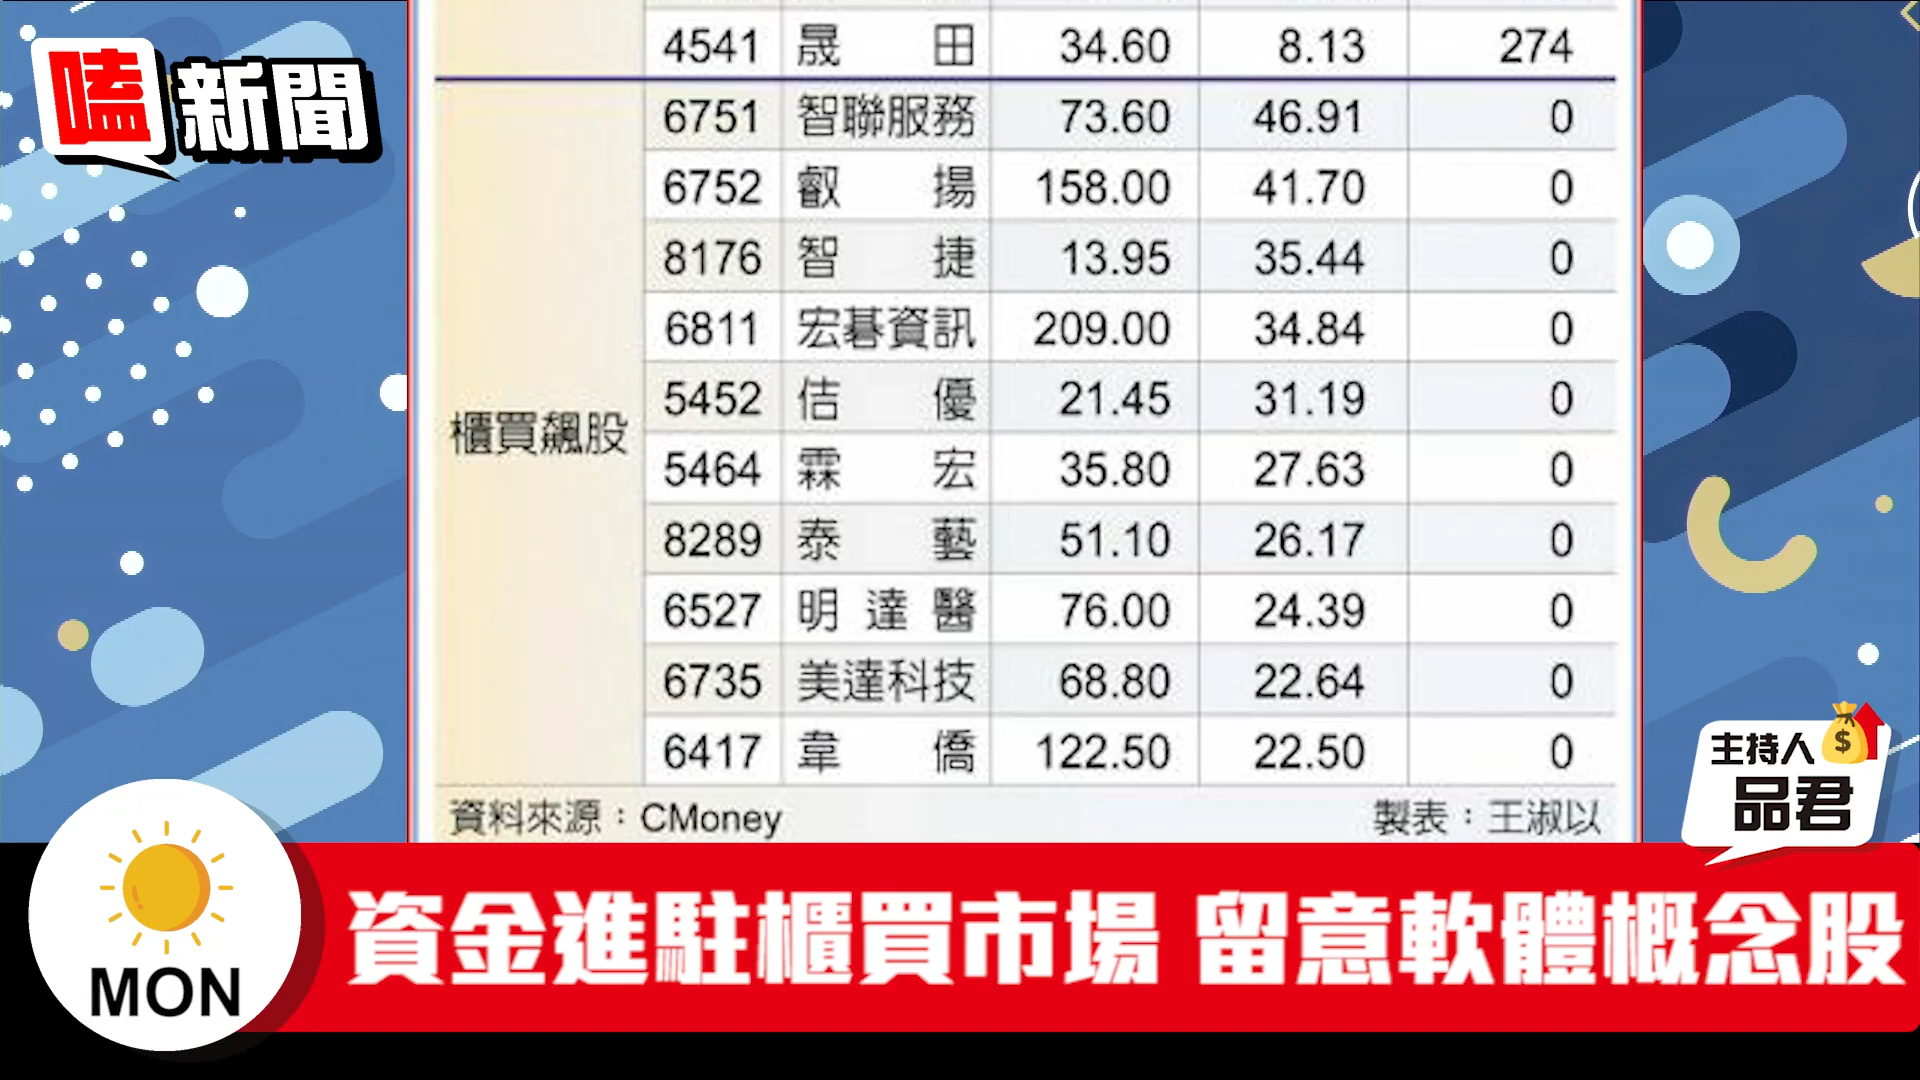 嗑新聞
4541 晟田 34.60 8.13 274
櫃買飆股
6751 智聯服務 73.60 46.91 0
6752 叡揚 158.00 41.70 0
8176 智捷 13.95 35.44 0
6811 宏碁資訊 209.00 34.84 0
5452 佶優 21.45 31.19 0
5464 霖宏 35.80 27.63 0
8289 泰藝 51.10 26.17 0
6527 明達醫 76.00 24.39 0
6735 美達科技 68.80 22.64 0
6417 韋僑 122.50 22.50 0
資料來源：CMoney 製表：王淑以
主持人
品君
$
MON
資金進駐櫃買市場 留意軟體概念股